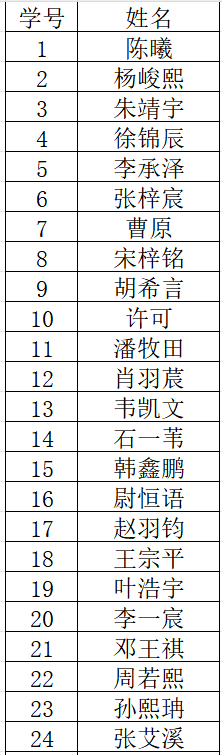 学号 姓名
1 陈曦
2 杨峻熙
3 朱靖宇
4 徐锦辰
5 李承泽
6 张梓宸
7 曹原
8 宋梓铭
9 胡希言
10 许可
11 潘牧田
12 肖羽莀
13 韦凯文
14 石一苇
15 韩鑫鹏
16 尉恒语
17 赵羽钧
18 王宗平
19 叶浩宇
20 李一宸
21 邓王祺
22 周若熙
23 孙熙珃
24 张艾溪